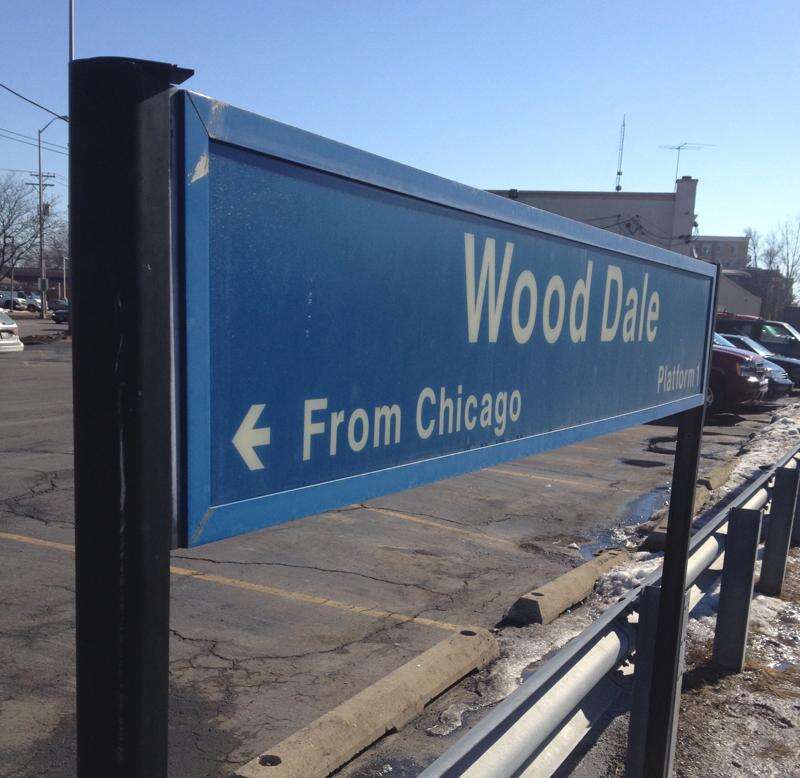 Wood Dale
Platform 1
← From Chicago